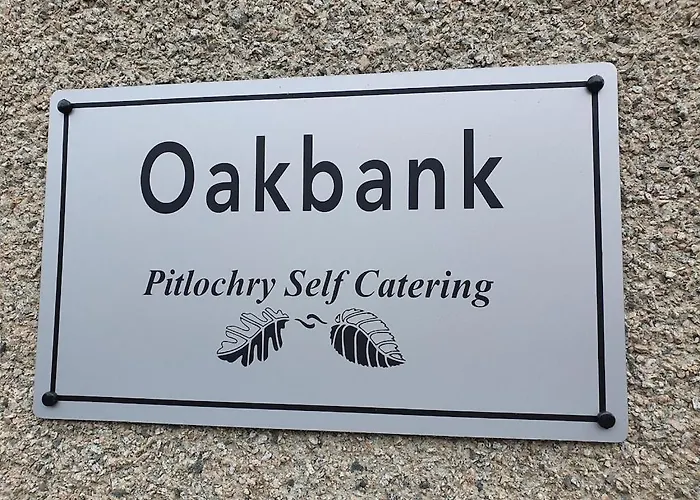 Oakbank
Pitlochry Self Catering